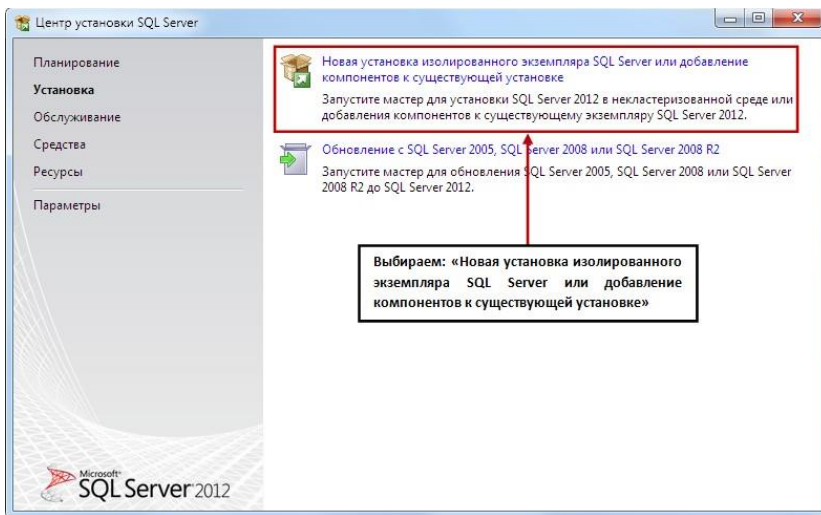 Центр установки SQL Server
Планирование
Установка
Обслуживание
Средства
Ресурсы
Параметры
Новая установка изолированного экземпляра SQL Server или добавление
компонентов к существующей установке
Запустите мастер для установки SQL Server 2012 в некластеризованной среде или
добавления компонентов к существующему экземпляру SQL Server 2012.
Обновление с SQL Server 2005, SQL Server 2008 или SQL Server 2008 R2
Запустите мастер для обновления SQL Server 2005, SQL Server 2008 или SQL Server
2008 R2 до SQL Server 2012.
Выбираем: «Новая установка изолированного
экземпляра SQL Server или добавление
компонентов к существующей установке»
Microsoft
SQL Server 2012